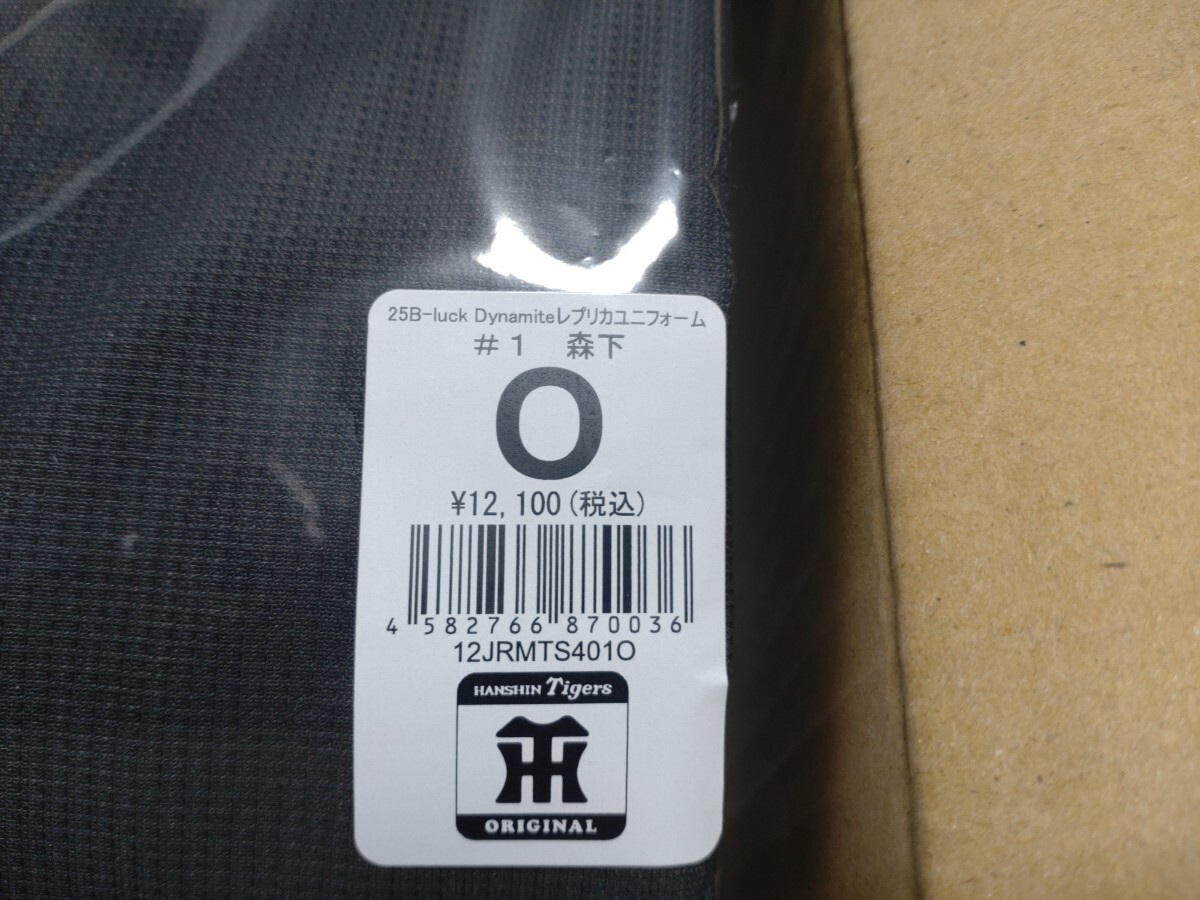 25B-luck Dynamiteレプリカユニフォーム
#1 森下
O
¥12,100(税込)
4 582766 870036
12JRMTS401O
HANSHIN Tigers
TH
ORIGINAL